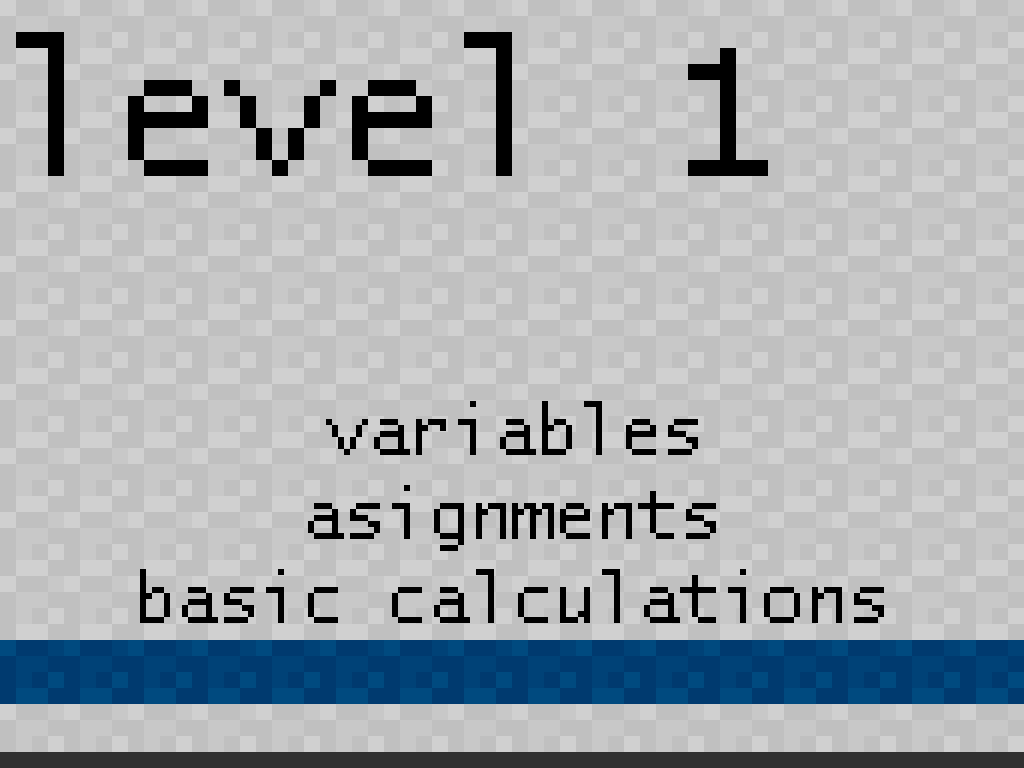 level 1
variables
asignments
basic calculations